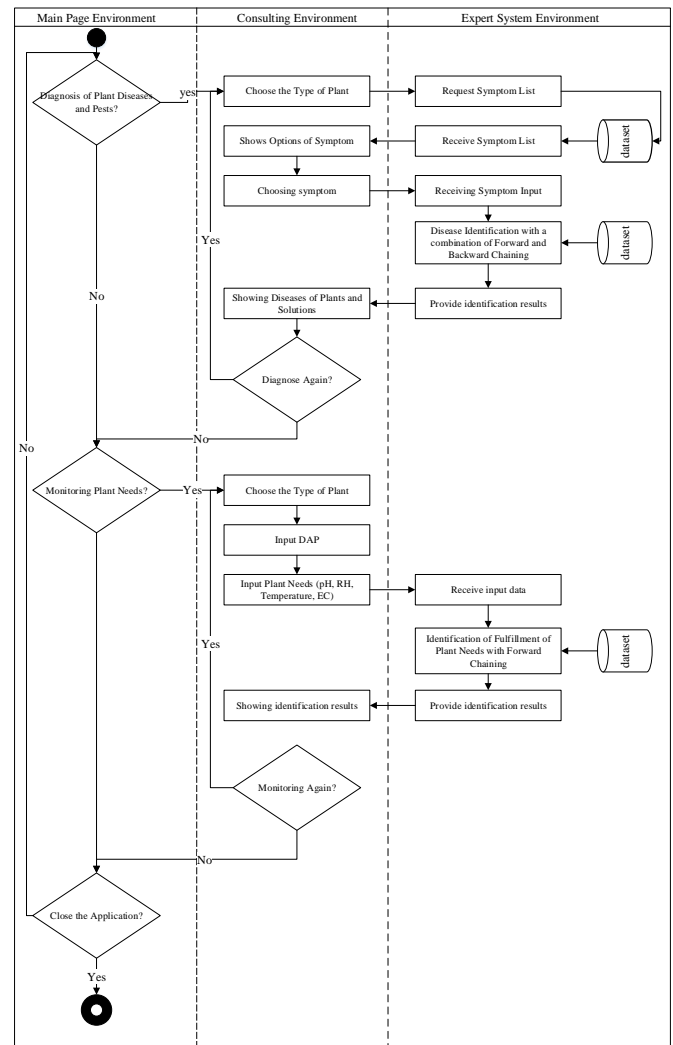 Main Page Environment
Consulting Environment
Expert System Environment
Diagnosis of Plant Diseases
and Pests?
yes
Choose the Type of Plant
Request Symptom List
Shows Options of Symptom
Receive Symptom List
dataset
Choosing symptom
Receiving Symptom Input
Yes
Disease Identification with a
combination of Forward and
Backward Chaining
dataset
No
Showing Diseases of Plants and
Solutions
Provide identification results
Diagnose Again?
No
No
Monitoring Plant Needs?
Yes
Choose the Type of Plant
Input DAP
Input Plant Needs (pH, RH,
Temperature, EC)
Receive input data
Yes
Identification of Fulfillment of
Plant Needs with Forward
Chaining
dataset
Showing identification results
Provide identification results
Monitoring Again?
No
Close the Application?
Yes